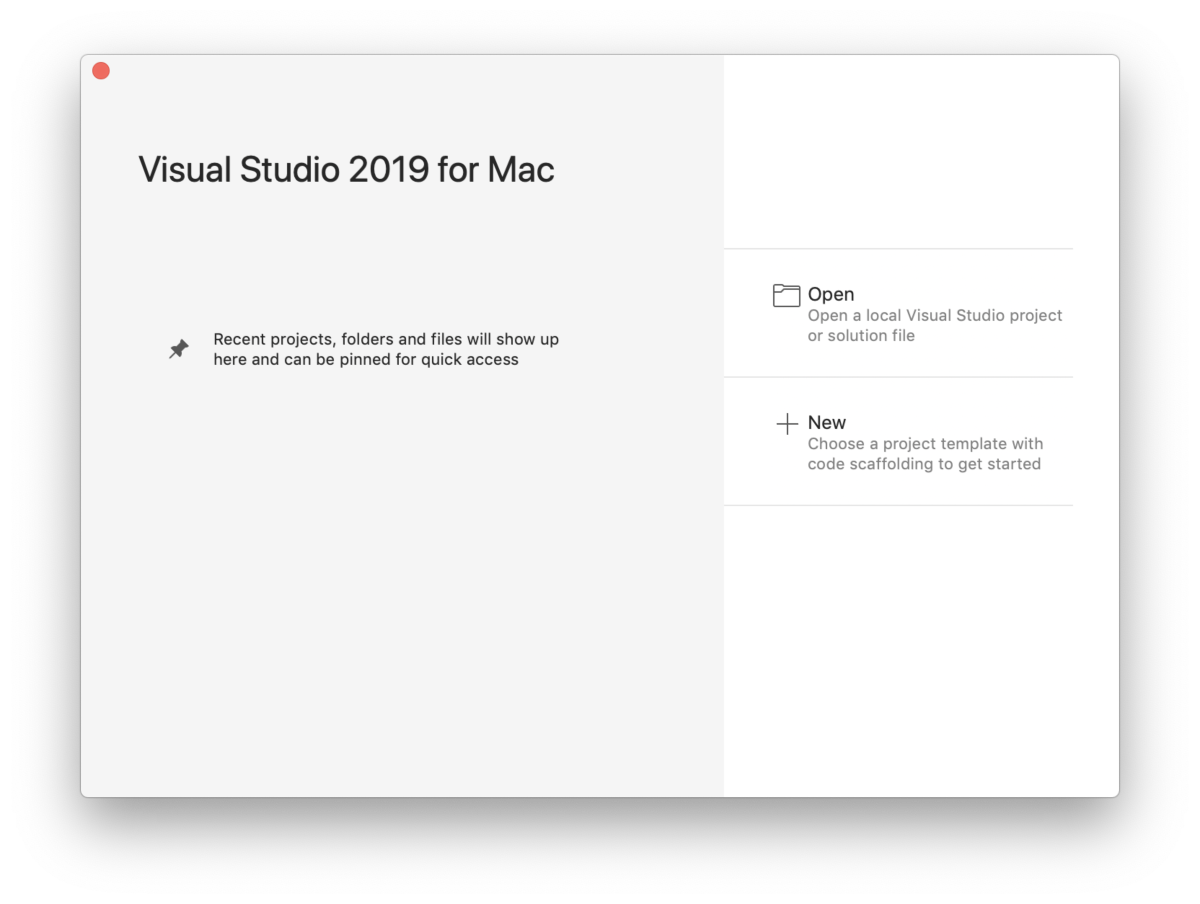 Visual Studio 2019 for Mac
Recent projects, folders and files will show up
here and can be pinned for quick access
Open
Open a local Visual Studio project
or solution file
New
Choose a project template with
code scaffolding to get started